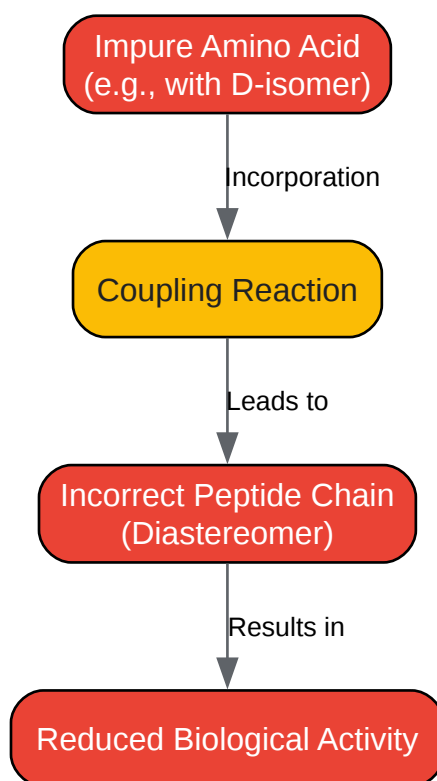 Impure Amino Acid
(e.g., with D-isomer)
Incorporation
Coupling Reaction
Leads to
Incorrect Peptide Chain
(Diastereomer)
Results in
Reduced Biological Activity